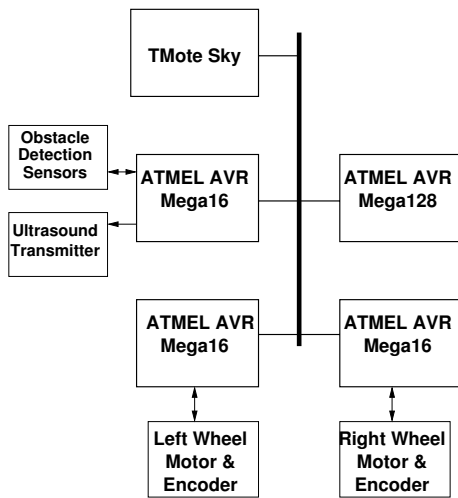 TMote Sky
Obstacle
Detection
Sensors
ATMEL AVR
Mega16
ATMEL AVR
Mega128
Ultrasound
Transmitter
ATMEL AVR
Mega16
ATMEL AVR
Mega16
Left Wheel
Motor &
Encoder
Right Wheel
Motor &
Encoder